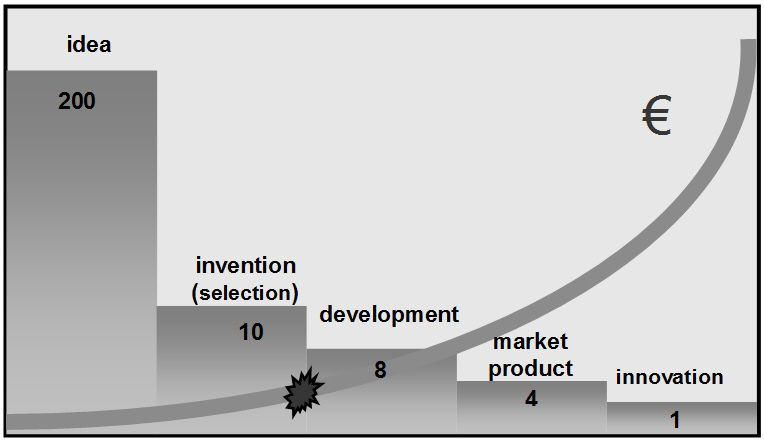 idea
200
€
invention
(selection)
10
development
8
market
product
4
innovation
1